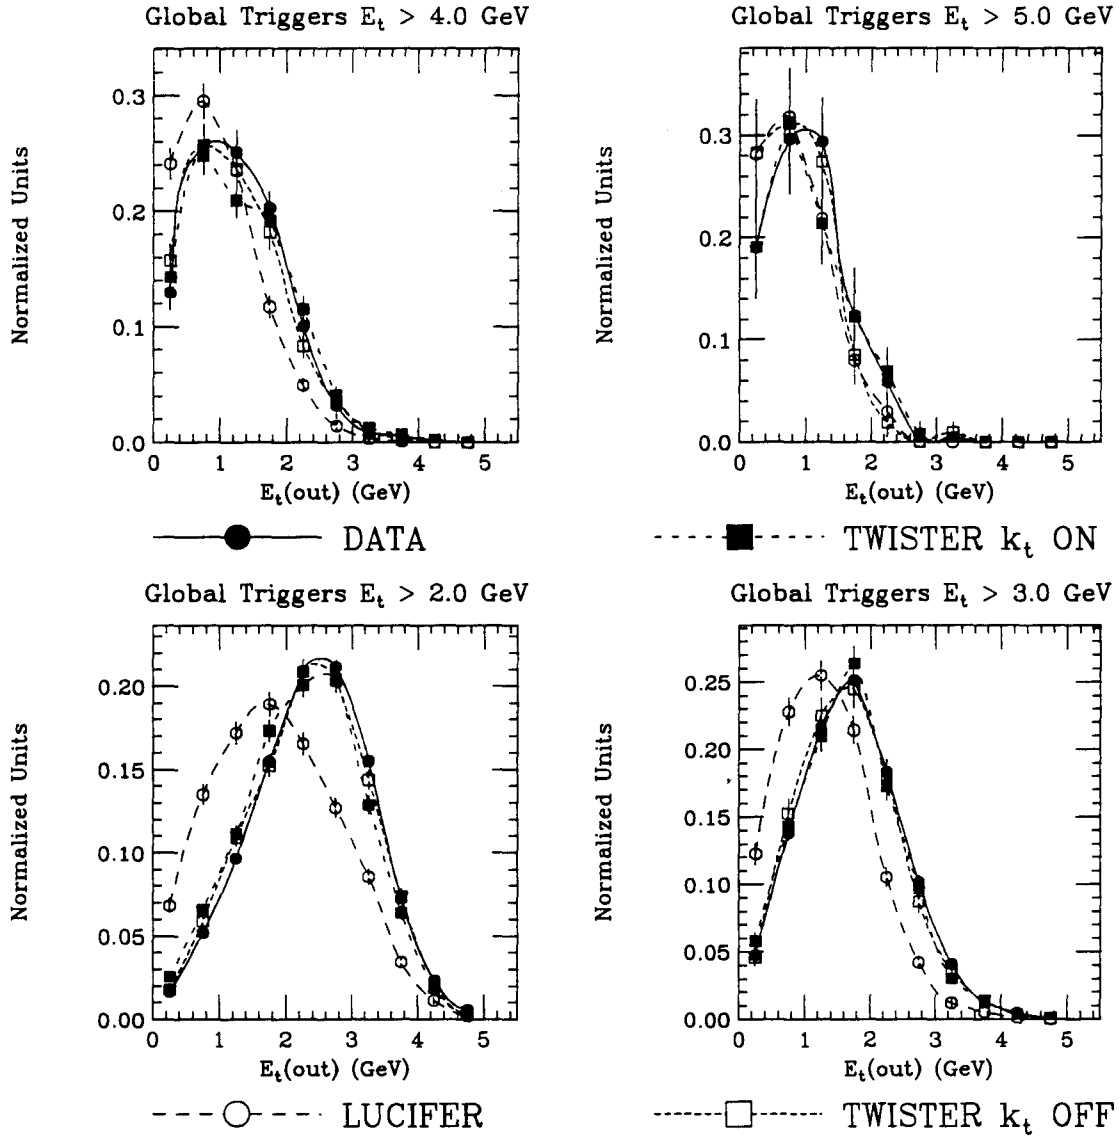 Global Triggers E_t > 4.0 GeV
Normalized Units
0.3
0.2
0.1
0.0
0 1 2 3 4 5
E_t(out) (GeV)
Global Triggers E_t > 5.0 GeV
Normalized Units
0.3
0.2
0.1
0.0
0 1 2 3 4 5
E_t(out) (GeV)
DATA
TWISTER k_t ON
Global Triggers E_t > 2.0 GeV
Normalized Units
0.20
0.15
0.10
0.05
0.00
0 1 2 3 4 5
E_t(out) (GeV)
Global Triggers E_t > 3.0 GeV
Normalized Units
0.25
0.20
0.15
0.10
0.05
0.00
0 1 2 3 4 5
E_t(out) (GeV)
LUCIFER
TWISTER k_t OFF